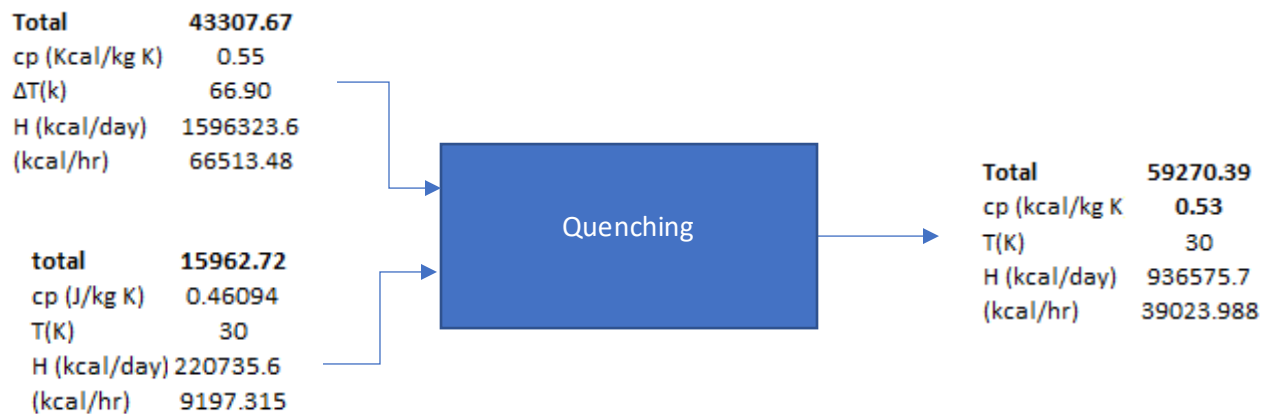 Total 43307.67
cp (Kcal/kg K) 0.55
ΔT(k) 66.90
H (kcal/day) 1596323.6
(kcal/hr) 66513.48
total 15962.72
cp (J/kg K) 0.46094
T(K) 30
H (kcal/day) 220735.6
(kcal/hr) 9197.315
Quenching
Total 59270.39
cp (kcal/kg K 0.53
T(K) 30
H (kcal/day) 936575.7
(kcal/hr) 39023.988